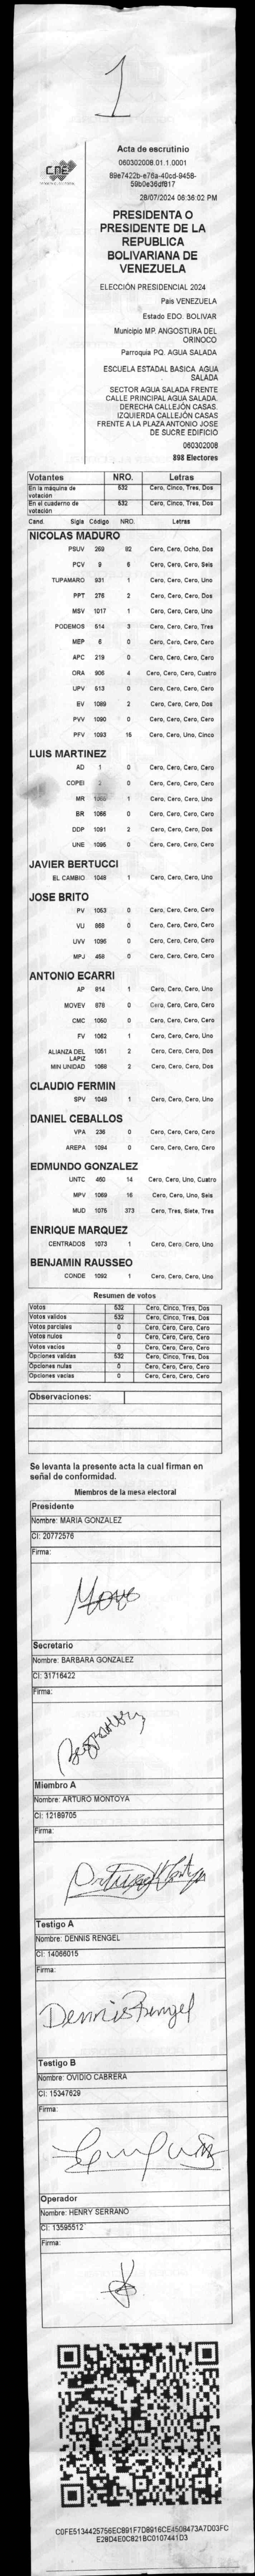 1
CNE
Acta de escrutinio
060302008.01.1.0001
89e7422b-e76a-40cd-9458-
59b0e36df817
28/07/2024 06:36:02 PM
PRESIDENTA O
PRESIDENTE DE LA
REPUBLICA
BOLIVARIANA DE
VENEZUELA
ELECCIÓN PRESIDENCIAL 2024
País VENEZUELA
Estado EDO. BOLIVAR
Municipio MP. ANGOSTURA DEL
ORINOCO
Parroquia PQ. AGUA SALADA
ESCUELA ESTADAL BASICA AGUA
SALADA
SECTOR AGUA SALADA FRENTE
CALLE PRINCIPAL AGUA SALADA.
DERECHA CALLEJÓN CASAS.
IZQUIERDA CALLEJÓN CASAS
FRENTE A LA PLAZA ANTONIO JOSE
DE SUCRE EDIFICIO
060302008
898 Electores
Votantes NRO. Letras
En la máquina de votación 532 Cero, Cinco, Tres, Dos
En el cuaderno de votación 532 Cero, Cinco, Tres, Dos
Cand. Sigla Código NRO. Letras
NICOLAS MADURO
PSUV 269 82 Cero, Cero, Ocho, Dos
PCV 9 6 Cero, Cero, Cero, Seis
TUPAMARO 931 1 Cero, Cero, Cero, Uno
PPT 276 2 Cero, Cero, Cero, Dos
MSV 1017 1 Cero, Cero, Cero, Uno
PODEMOS 514 3 Cero, Cero, Cero, Tres
MEP 6 0 Cero, Cero, Cero, Cero
APC 219 0 Cero, Cero, Cero, Cero
ORA 906 4 Cero, Cero, Cero, Cuatro
UPV 513 0 Cero, Cero, Cero, Cero
EV 1089 2 Cero, Cero, Cero, Dos
PVV 1090 0 Cero, Cero, Cero, Cero
PFV 1093 15 Cero, Cero, Uno, Cinco
LUIS MARTINEZ
AD 1 0 Cero, Cero, Cero, Cero
COPEI 3 0 Cero, Cero, Cero, Cero
MR 1 Cero, Cero, Cero, Uno
BR 1066 0 Cero, Cero, Cero, Cero
DDP 1091 2 Cero, Cero, Cero, Dos
UNE 1095 0 Cero, Cero, Cero, Cero
JAVIER BERTUCCI
EL CAMBIO 1048 1 Cero, Cero, Cero, Uno
JOSE BRITO
PV 1053 0 Cero, Cero, Cero, Cero
VU 868 0 Cero, Cero, Cero, Cero
UVV 1096 0 Cero, Cero, Cero, Cero
MPJ 458 0 Cero, Cero, Cero, Cero
ANTONIO ECARRI
AP 914 1 Cero, Cero, Cero, Uno
MOVEV 878 0 Cero, Cero, Cero, Cero
CMC 1050 0 Cero, Cero, Cero, Cero
FV 1062 1 Cero, Cero, Cero, Uno
ALIANZA DEL LAPIZ 1051 2 Cero, Cero, Cero, Dos
MIN UNIDAD 1068 2 Cero, Cero, Cero, Dos
CLAUDIO FERMIN
SPV 1049 1 Cero, Cero, Cero, Uno
DANIEL CEBALLOS
VPA 236 0 Cero, Cero, Cero, Cero
AREPA 1094 0 Cero, Cero, Cero, Cero
EDMUNDO GONZALEZ
UNTC 460 14 Cero, Cero, Uno, Cuatro
MPV 1069 16 Cero, Cero, Uno, Seis
MUD 1075 373 Cero, Tres, Siete, Tres
ENRIQUE MARQUEZ
CENTRADOS 1073 1 Cero, Cero, Cero, Uno
BENJAMIN RAUSSEO
CONDE 1092 1 Cero, Cero, Cero, Uno
Resumen de votos
Votos 532 Cero, Cinco, Tres, Dos
Votos validos 532 Cero, Cinco, Tres, Dos
Votos parciales 0 Cero, Cero, Cero, Cero
Votos nulos 0 Cero, Cero, Cero, Cero
Votos vacios 0 Cero, Cero, Cero, Cero
Opciones validas 532 Cero, Cinco, Tres, Dos
Opciones nulas 0 Cero, Cero, Cero, Cero
Opciones vacias 0 Cero, Cero, Cero, Cero
Observaciones:
Se levanta la presente acta la cual firman en
señal de conformidad.
Miembros de la mesa electoral
Presidente
Nombre: MARIA GONZALEZ
CI: 20772576
Firma:
Secretario
Nombre: BARBARA GONZALEZ
CI: 31716422
Firma:
Miembro A
Nombre: ARTURO MONTOYA
CI: 12189705
Firma:
Testigo A
Nombre: DENNIS RENGEL
CI: 14066015
Firma:
Dennis Rengel
Testigo B
Nombre: OVIDIO CABRERA
CI: 15347629
Firma:
Operador
Nombre: HENRY SERRANO
CI: 13595512
Firma:
C0FE5134425756EC891F7D8916CE4508473A7D03FC
E28D4E0C821BC0107441D3